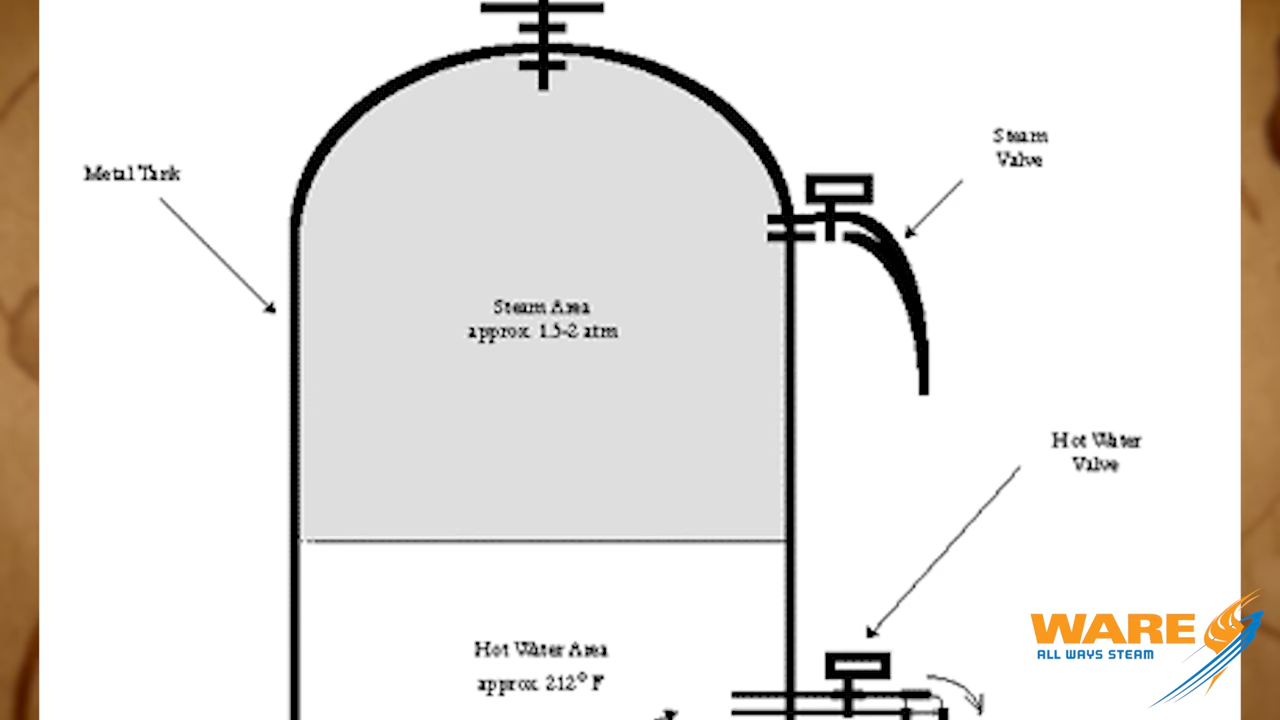 Steam
Valve
Metal Tank
Steam Area
approx. 1.5-2 atm
Hot Water
Valve
Hot Water Area
approx. 212° F
WARE
ALL WAYS STEAM